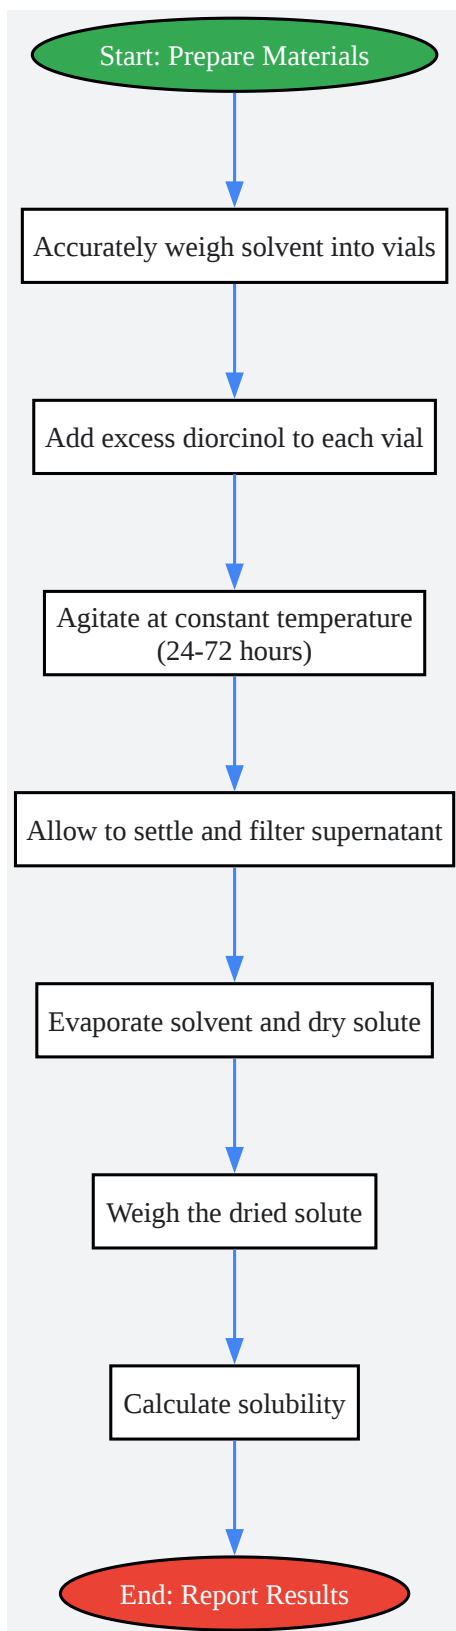 Start: Prepare Materials
Accurately weigh solvent into vials
Add excess diorcinol to each vial
Agitate at constant temperature
(24-72 hours)
Allow to settle and filter supernatant
Evaporate solvent and dry solute
Weigh the dried solute
Calculate solubility
End: Report Results